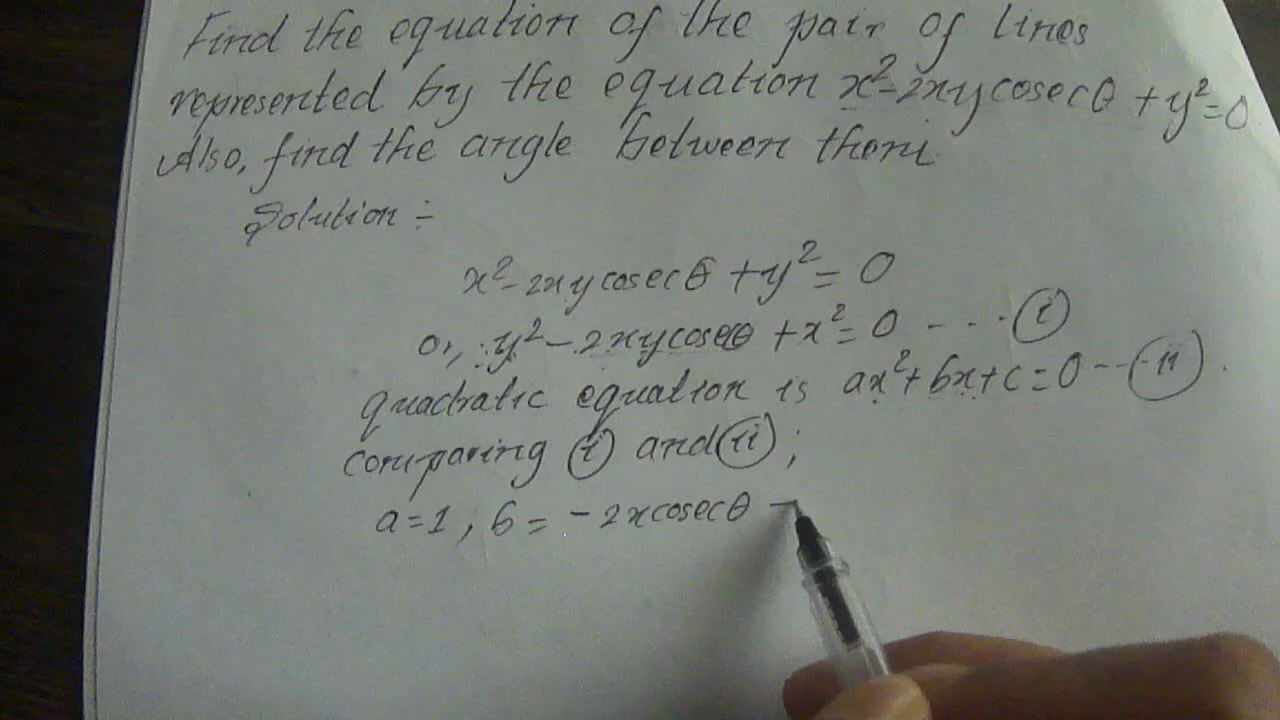 Find the equation of the pair of lines
represented by the equation x²-2xycosecθ + y²=0.
Also, find the angle between them.
Solution :-
x²-2xycosecθ +y²=0
or, y²-2xycosecθ +x²=0 --- (i)
quadratic equation is ax²+bx+c=0 -- (ii)
comparing (i) and (ii) ;
a=1, b= -2xcosecθ -